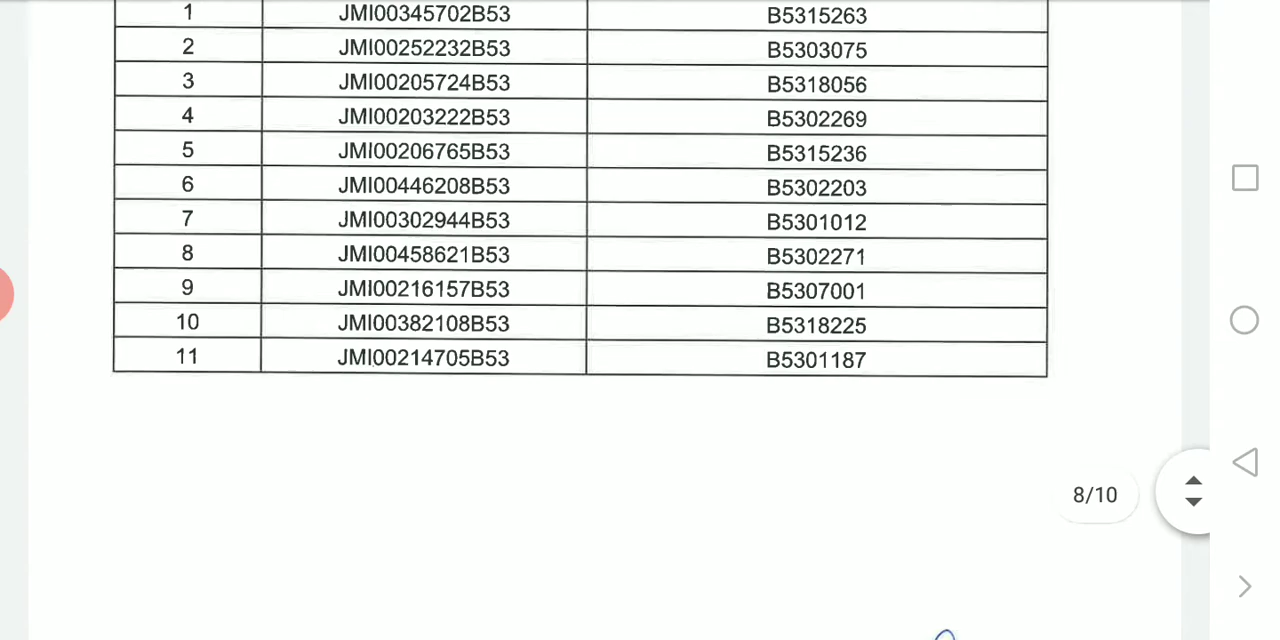 1 JMI00345702B53 B5315263
2 JMI00252232B53 B5303075
3 JMI00205724B53 B5318056
4 JMI00203222B53 B5302269
5 JMI00206765B53 B5315236
6 JMI00446208B53 B5302203
7 JMI00302944B53 B5301012
8 JMI00458621B53 B5302271
9 JMI00216157B53 B5307001
10 JMI00382108B53 B5318225
11 JMI00214705B53 B5301187
8/10